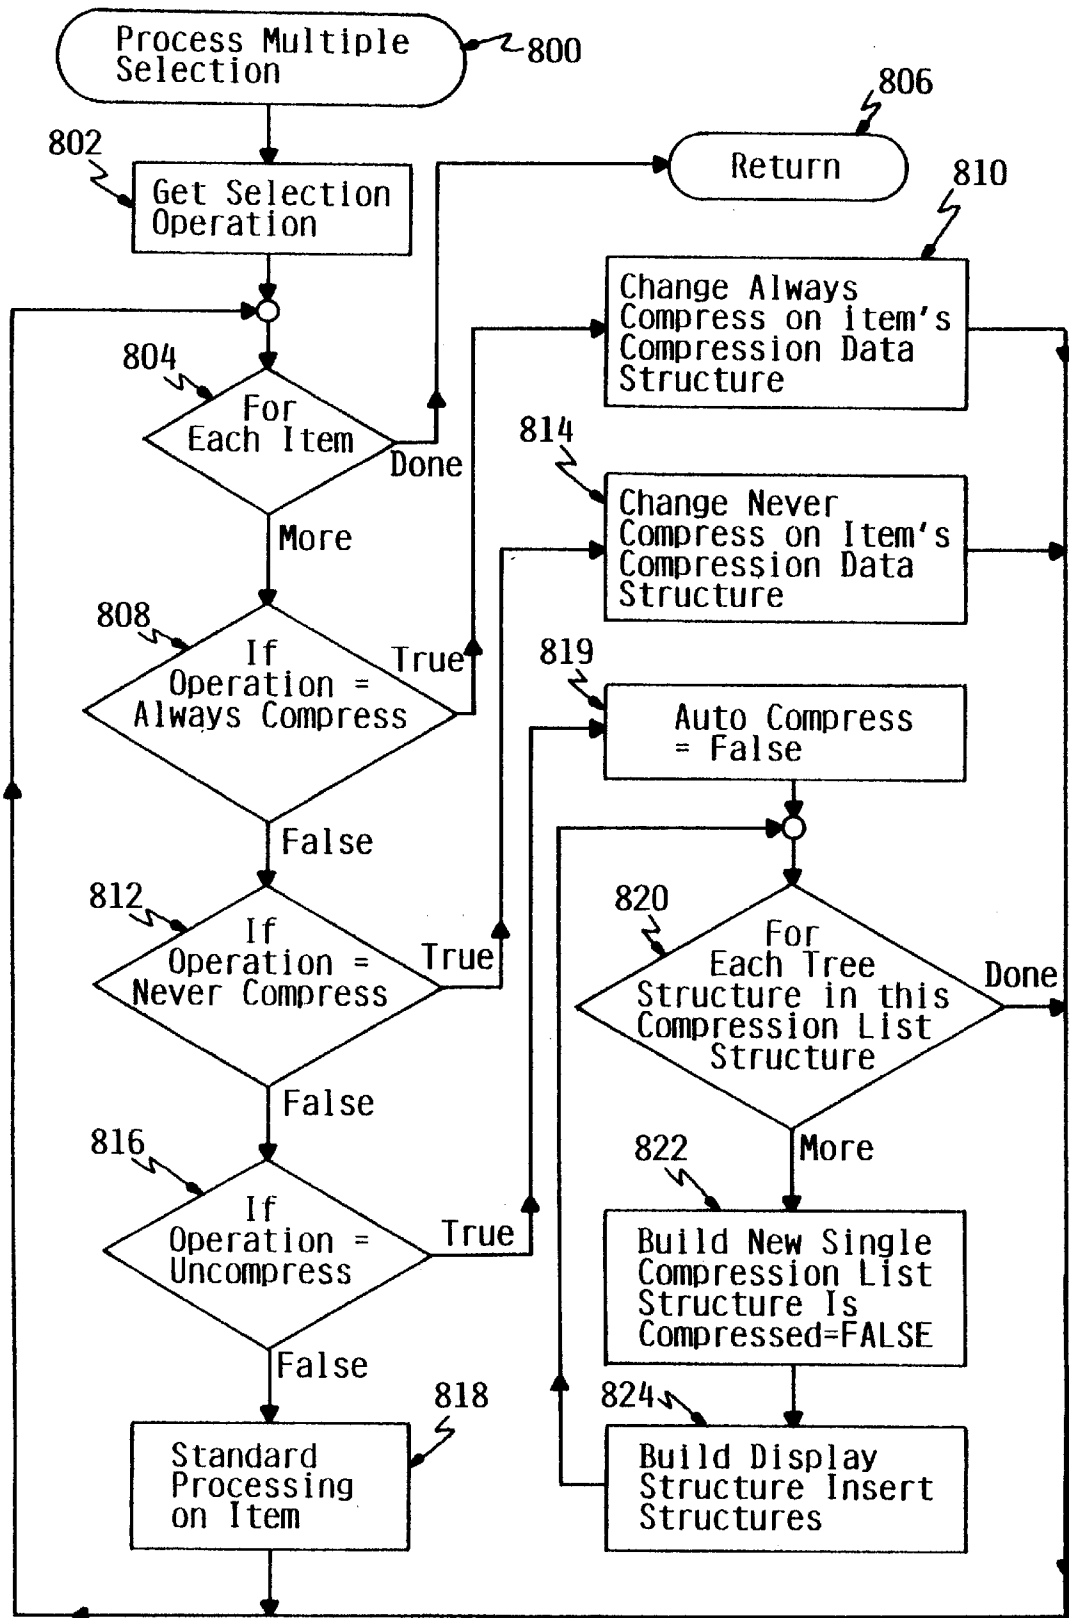 Process Multiple
Selection
800
806
Return
802
Get Selection
Operation
810
Change Always
Compress on item's
Compression Data
Structure
804
For
Each Item
Done
More
814
Change Never
Compress on Item's
Compression Data
Structure
808
If
Operation =
Always Compress
True
False
819
Auto Compress
= False
812
If
Operation =
Never Compress
True
False
820
For
Each Tree
Structure in this
Compression List
Structure
Done
More
816
If
Operation =
Uncompress
True
False
822
Build New Single
Compression List
Structure Is
Compressed=FALSE
818
Standard
Processing
on Item
824
Build Display
Structure Insert
Structures